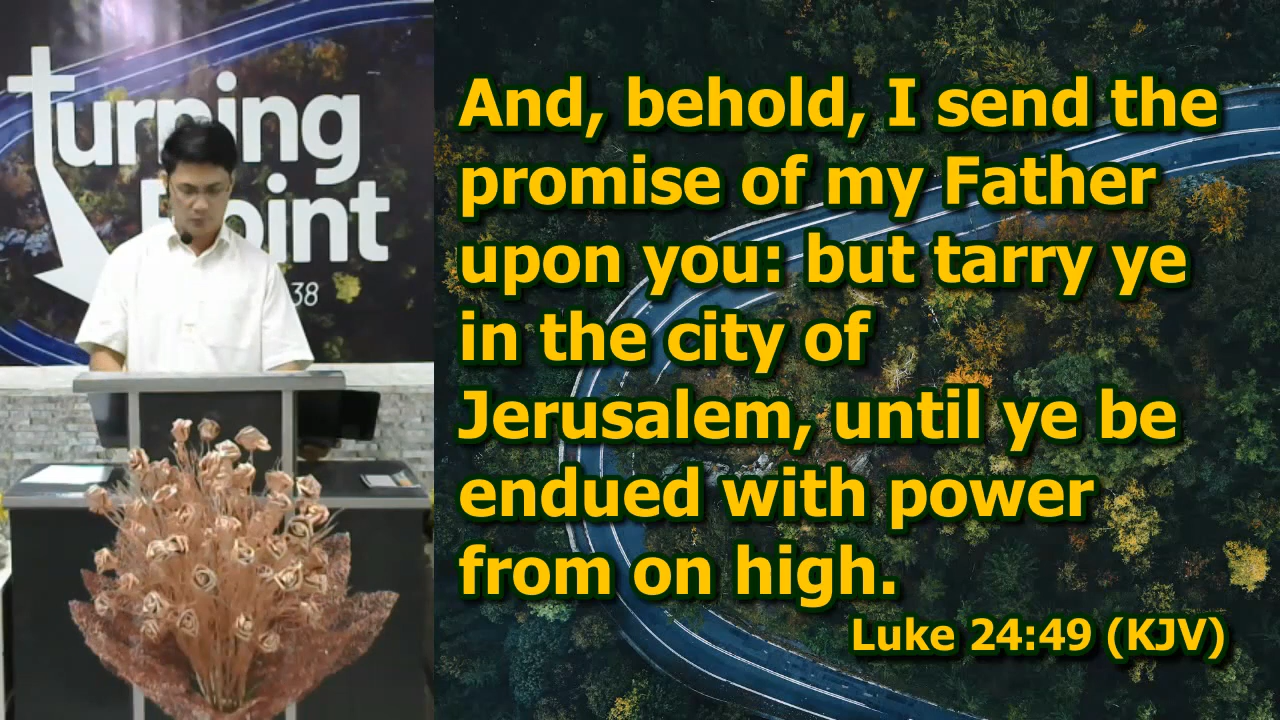 turning
Point
38
And, behold, I send the
promise of my Father
upon you: but tarry ye
in the city of
Jerusalem, until ye be
endued with power
from on high.
Luke 24:49 (KJV)